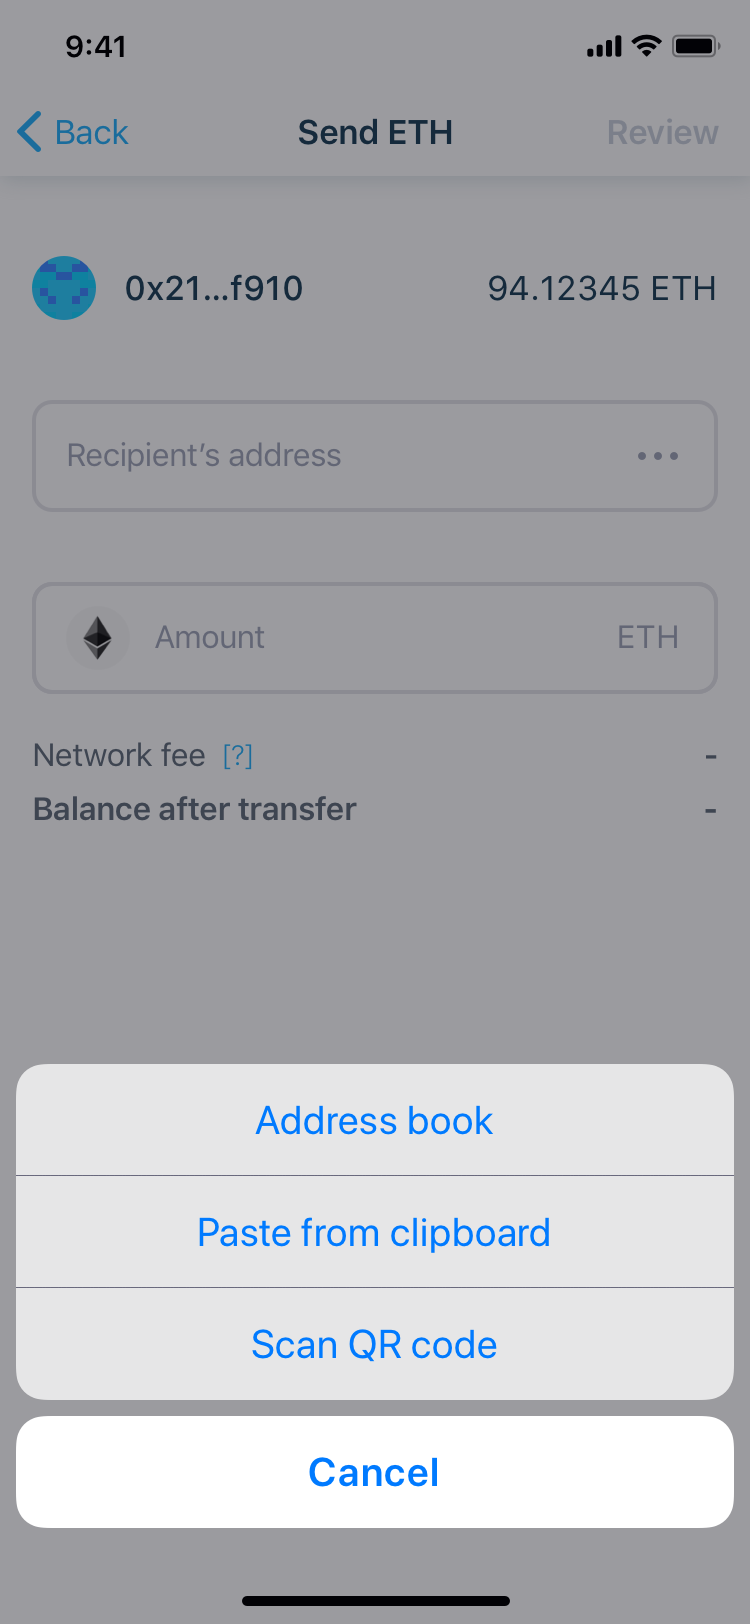 9:41
Back Send ETH Review
0x21...f910 94.12345 ETH
Recipient’s address
Amount ETH
Network fee [?] -
Balance after transfer -
Address book
Paste from clipboard
Scan QR code
Cancel